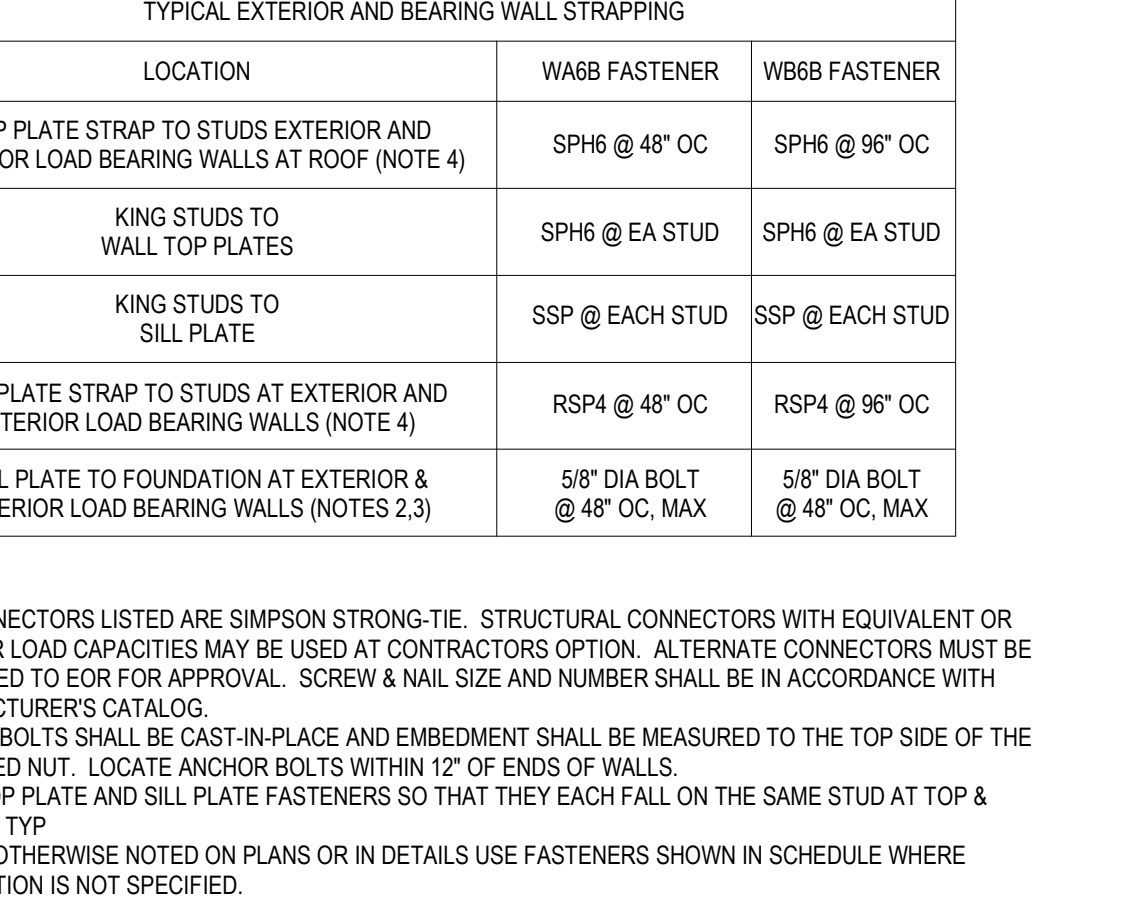 TYPICAL EXTERIOR AND BEARING WALL STRAPPING
LOCATION WA6B FASTENER WB6B FASTENER
P PLATE STRAP TO STUDS EXTERIOR AND
OR LOAD BEARING WALLS AT ROOF (NOTE 4)
SPH6 @ 48" OC SPH6 @ 96" OC
KING STUDS TO
WALL TOP PLATES
SPH6 @ EA STUD SPH6 @ EA STUD
KING STUDS TO
SILL PLATE
SSP @ EACH STUD SSP @ EACH STUD
PLATE STRAP TO STUDS AT EXTERIOR AND
TERIOR LOAD BEARING WALLS (NOTE 4)
RSP4 @ 48" OC RSP4 @ 96" OC
L PLATE TO FOUNDATION AT EXTERIOR &
ERIOR LOAD BEARING WALLS (NOTES 2,3)
5/8" DIA BOLT
@ 48" OC, MAX
5/8" DIA BOLT
@ 48" OC, MAX
NECTORS LISTED ARE SIMPSON STRONG-TIE. STRUCTURAL CONNECTORS WITH EQUIVALENT OR
R LOAD CAPACITIES MAY BE USED AT CONTRACTORS OPTION. ALTERNATE CONNECTORS MUST BE
ED TO EOR FOR APPROVAL. SCREW & NAIL SIZE AND NUMBER SHALL BE IN ACCORDANCE WITH
CTURER'S CATALOG.
BOLTS SHALL BE CAST-IN-PLACE AND EMBEDMENT SHALL BE MEASURED TO THE TOP SIDE OF THE
ED NUT. LOCATE ANCHOR BOLTS WITHIN 12" OF ENDS OF WALLS.
OP PLATE AND SILL PLATE FASTENERS SO THAT THEY EACH FALL ON THE SAME STUD AT TOP &
TYP
OTHERWISE NOTED ON PLANS OR IN DETAILS USE FASTENERS SHOWN IN SCHEDULE WHERE
TION IS NOT SPECIFIED.